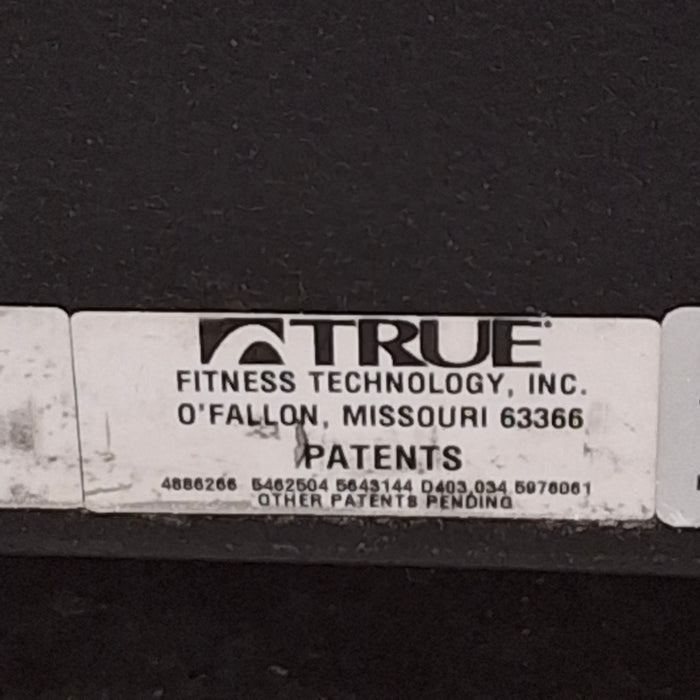 TRUE
FITNESS TECHNOLOGY, INC.
O'FALLON, MISSOURI 63366
PATENTS
4886266 5462504 5643144 D403,034 5976061
OTHER PATENTS PENDING